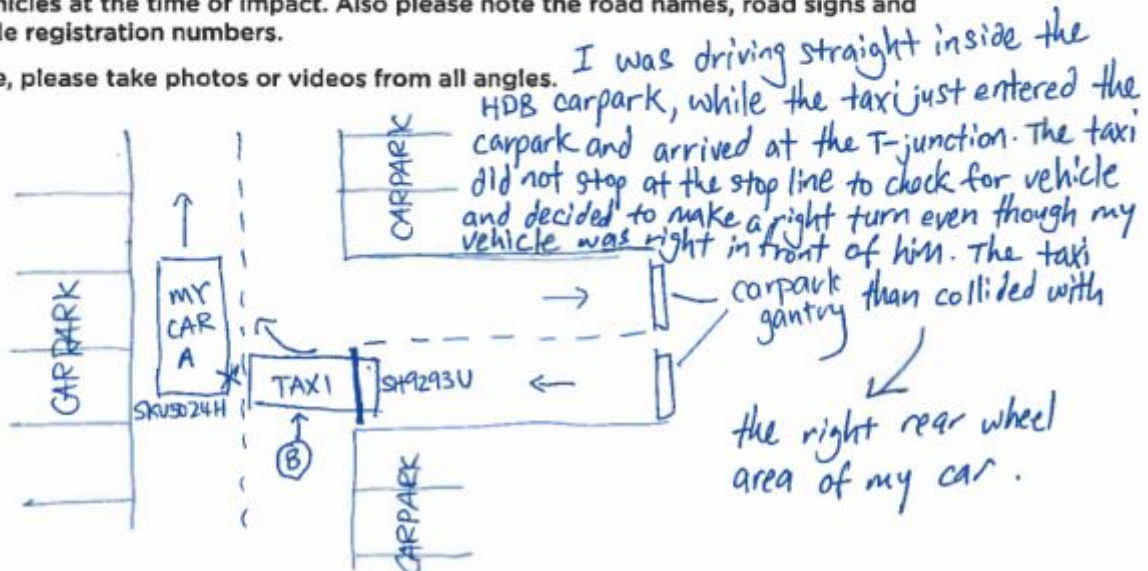 hicles at the time of impact. Also please note the road names, road signs and
le registration numbers.
e, please take photos or videos from all angles.
I was driving straight inside the
HDB carpark, while the taxi just entered the
carpark and arrived at the T-junction. The taxi
did not stop at the stop line to check for vehicle
and decided to make a right turn even though my
vehicle was right in front of him. The taxi
than collided with
the right rear wheel
area of my car.
carpark
gantry
CARPARK
CARPARK
MY
CAR
A
SKU5024H
TAXI
SH9293U
B
CARPARK